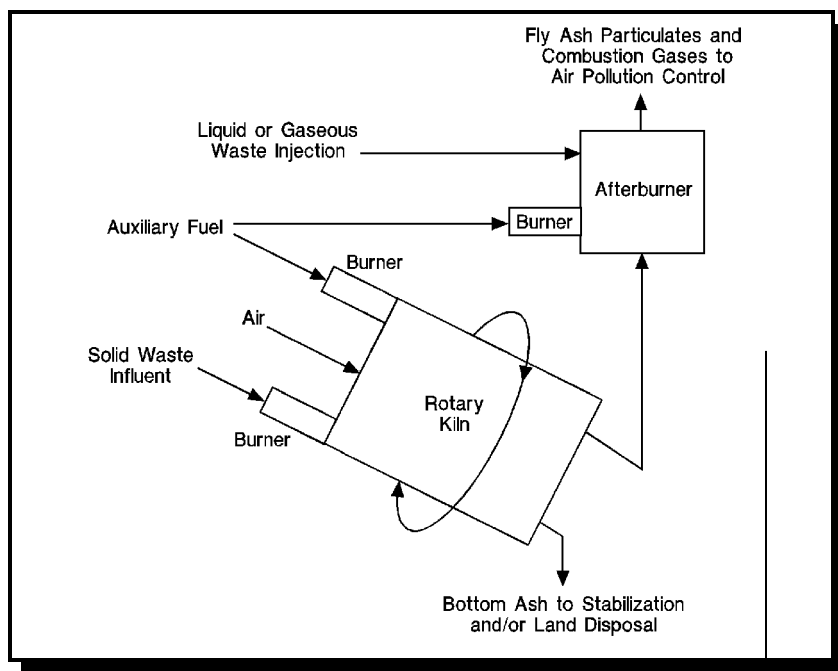 Fly Ash Particulates and
Combustion Gases to
Air Pollution Control
Liquid or Gaseous
Waste Injection
Afterburner
Burner
Auxiliary Fuel
Burner
Air
Solid Waste
Influent
Rotary
Kiln
Burner
Bottom Ash to Stabilization
and/or Land Disposal